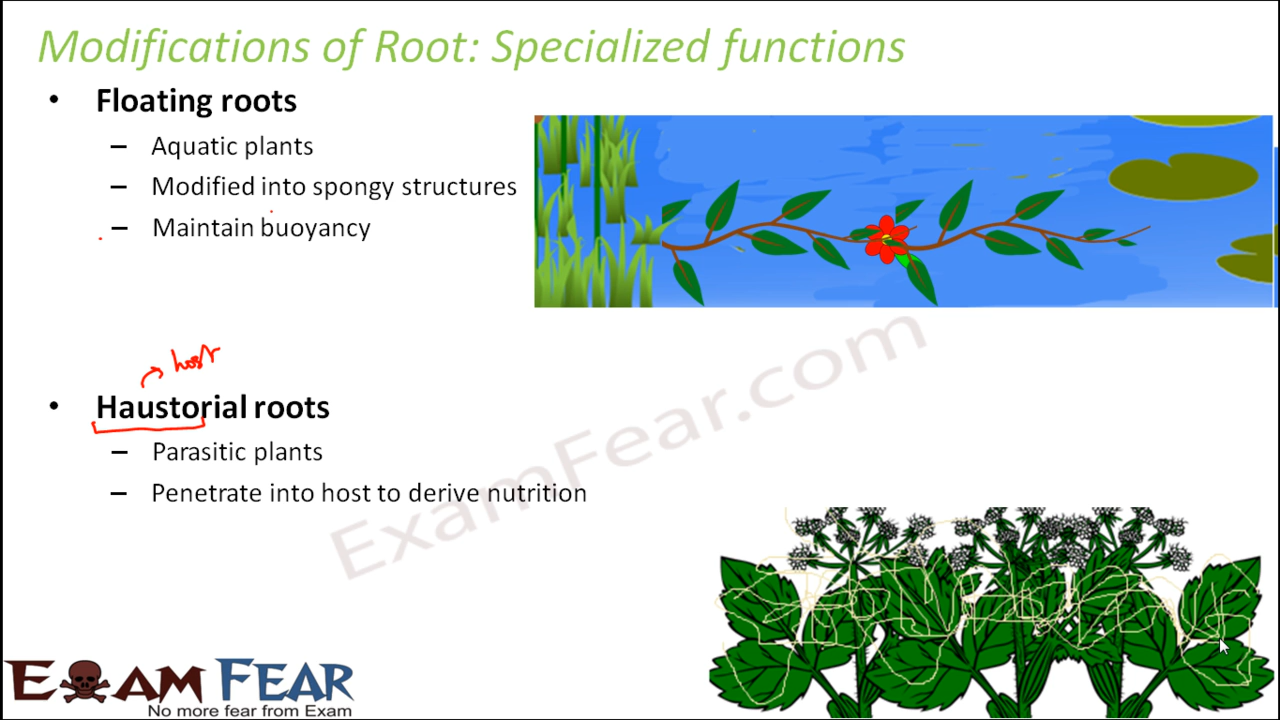 Modifications of Root: Specialized functions
• Floating roots
– Aquatic plants
– Modified into spongy structures
– Maintain buoyancy
host
• Haustorial roots
– Parasitic plants
– Penetrate into host to derive nutrition
ExamFear.com
EXAM FEAR
No more fear from Exam